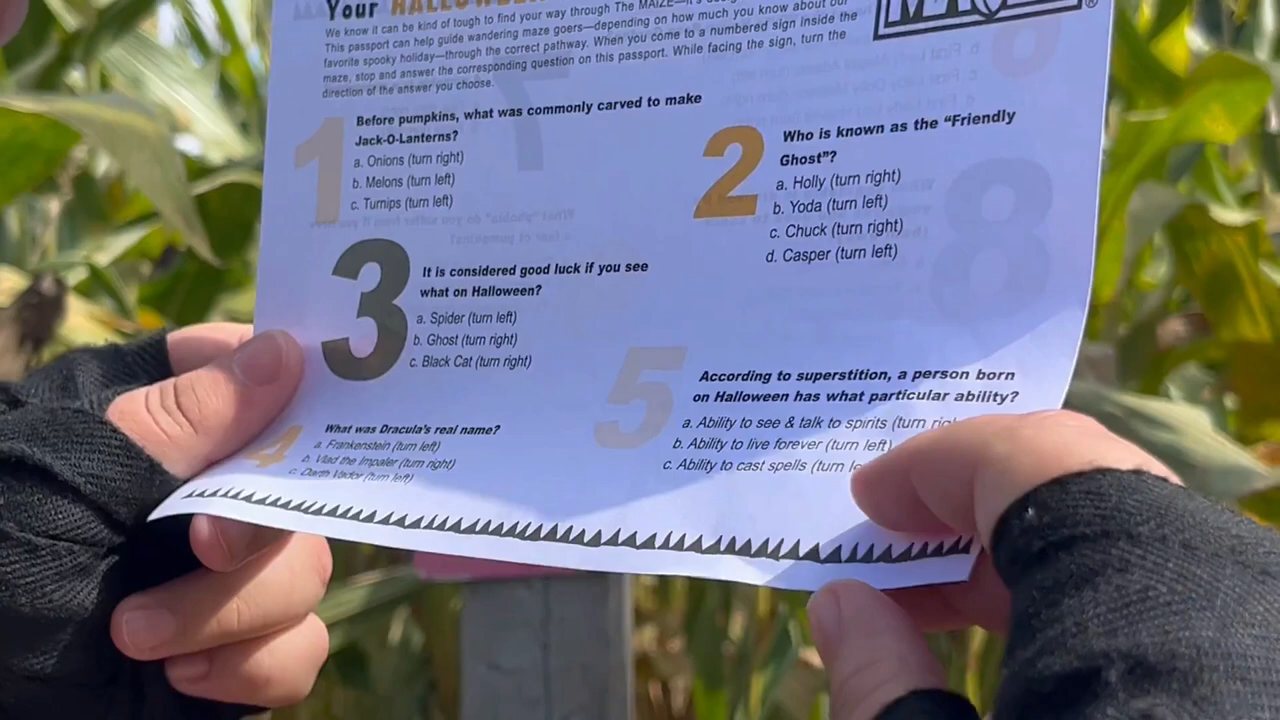 Your HALLOWEEN
We know it can be kind of tough to find your way through The MAIZE—it's
This passport can help guide wandering maze goers—depending on how much you know about our
favorite spooky holiday—through the correct pathway. When you come to a numbered sign inside the
maze, stop and answer the corresponding question on this passport. While facing the sign, turn the
direction of the answer you choose.
1
Before pumpkins, what was commonly carved to make
Jack-O-Lanterns?
a. Onions (turn right)
b. Melons (turn left)
c. Turnips (turn left)
2
Who is known as the “Friendly
Ghost”?
a. Holly (turn right)
b. Yoda (turn left)
c. Chuck (turn right)
d. Casper (turn left)
3
It is considered good luck if you see
what on Halloween?
a. Spider (turn left)
b. Ghost (turn right)
c. Black Cat (turn right)
4
What was Dracula's real name?
a. Frankenstein (turn left)
b. Vlad the Impaler (turn right)
c. Darth Vador (turn left)
5
According to superstition, a person born
on Halloween has what particular ability?
a. Ability to see & talk to spirits (turn
b. Ability to live forever (turn left)
c. Ability to cast spells (turn